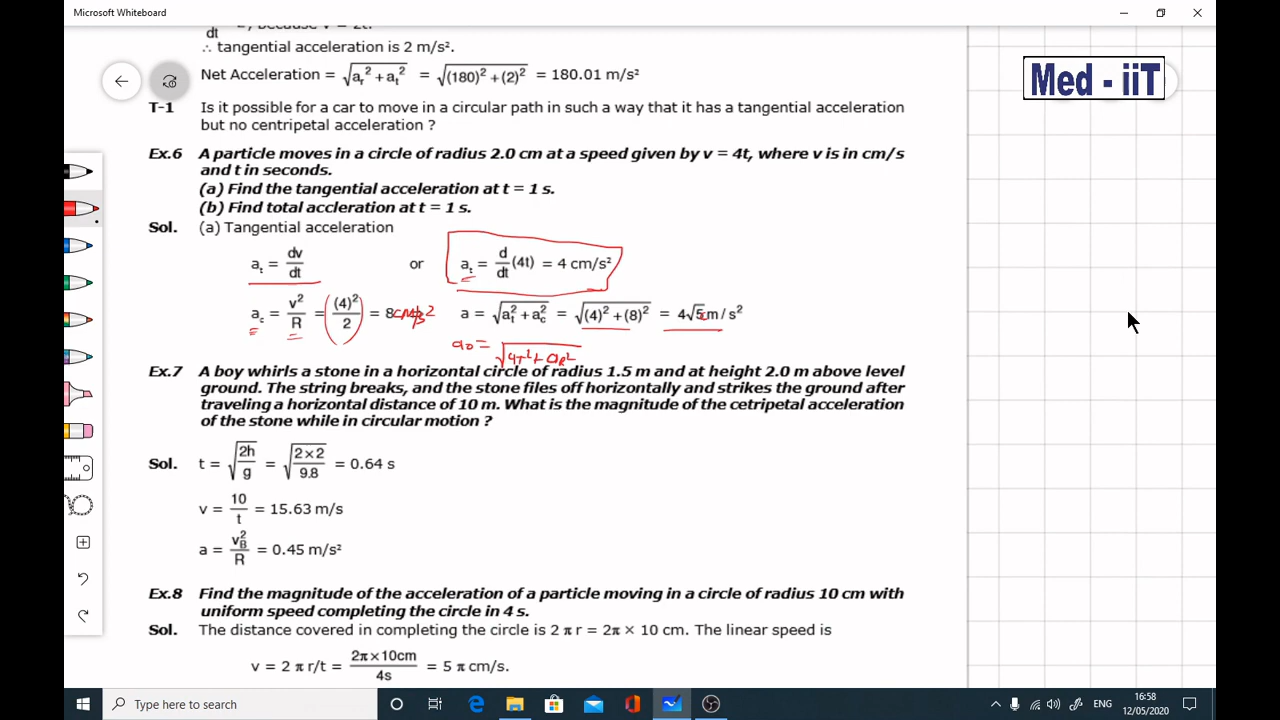 Microsoft Whiteboard
dt
∴ tangential acceleration is 2 m/s².
Net Acceleration = √(aᵣ² + aₜ²) = √((180)² + (2)²) = 180.01 m/s²
Med - iiT
T-1 Is it possible for a car to move in a circular path in such a way that it has a tangential acceleration
but no centripetal acceleration ?
Ex.6 A particle moves in a circle of radius 2.0 cm at a speed given by v = 4t, where v is in cm/s
and t in seconds.
(a) Find the tangential acceleration at t = 1 s.
(b) Find total accleration at t = 1 s.
Sol. (a) Tangential acceleration
aₜ = dv/dt or aₜ = d/dt (4t) = 4 cm/s²
a꜀ = v²/R = (4)²/2 = 8 a = √(aₜ² + a꜀²) = √((4)² + (8)²) = 4√5 m/s²
Ex.7 A boy whirls a stone in a horizontal circle of radius 1.5 m and at height 2.0 m above level
ground. The string breaks, and the stone files off horizontally and strikes the ground after
traveling a horizontal distance of 10 m. What is the magnitude of the cetripetal acceleration
of the stone while in circular motion ?
Sol. t = √(2h/g) = √(2×2/9.8) = 0.64 s
v = 10/t = 15.63 m/s
a = v_B²/R = 0.45 m/s²
Ex.8 Find the magnitude of the acceleration of a particle moving in a circle of radius 10 cm with
uniform speed completing the circle in 4 s.
Sol. The distance covered in completing the circle is 2 π r = 2π × 10 cm. The linear speed is
v = 2 π r/t = 2π×10cm/4s = 5 π cm/s.
Type here to search
ENG
16:58
12/05/2020